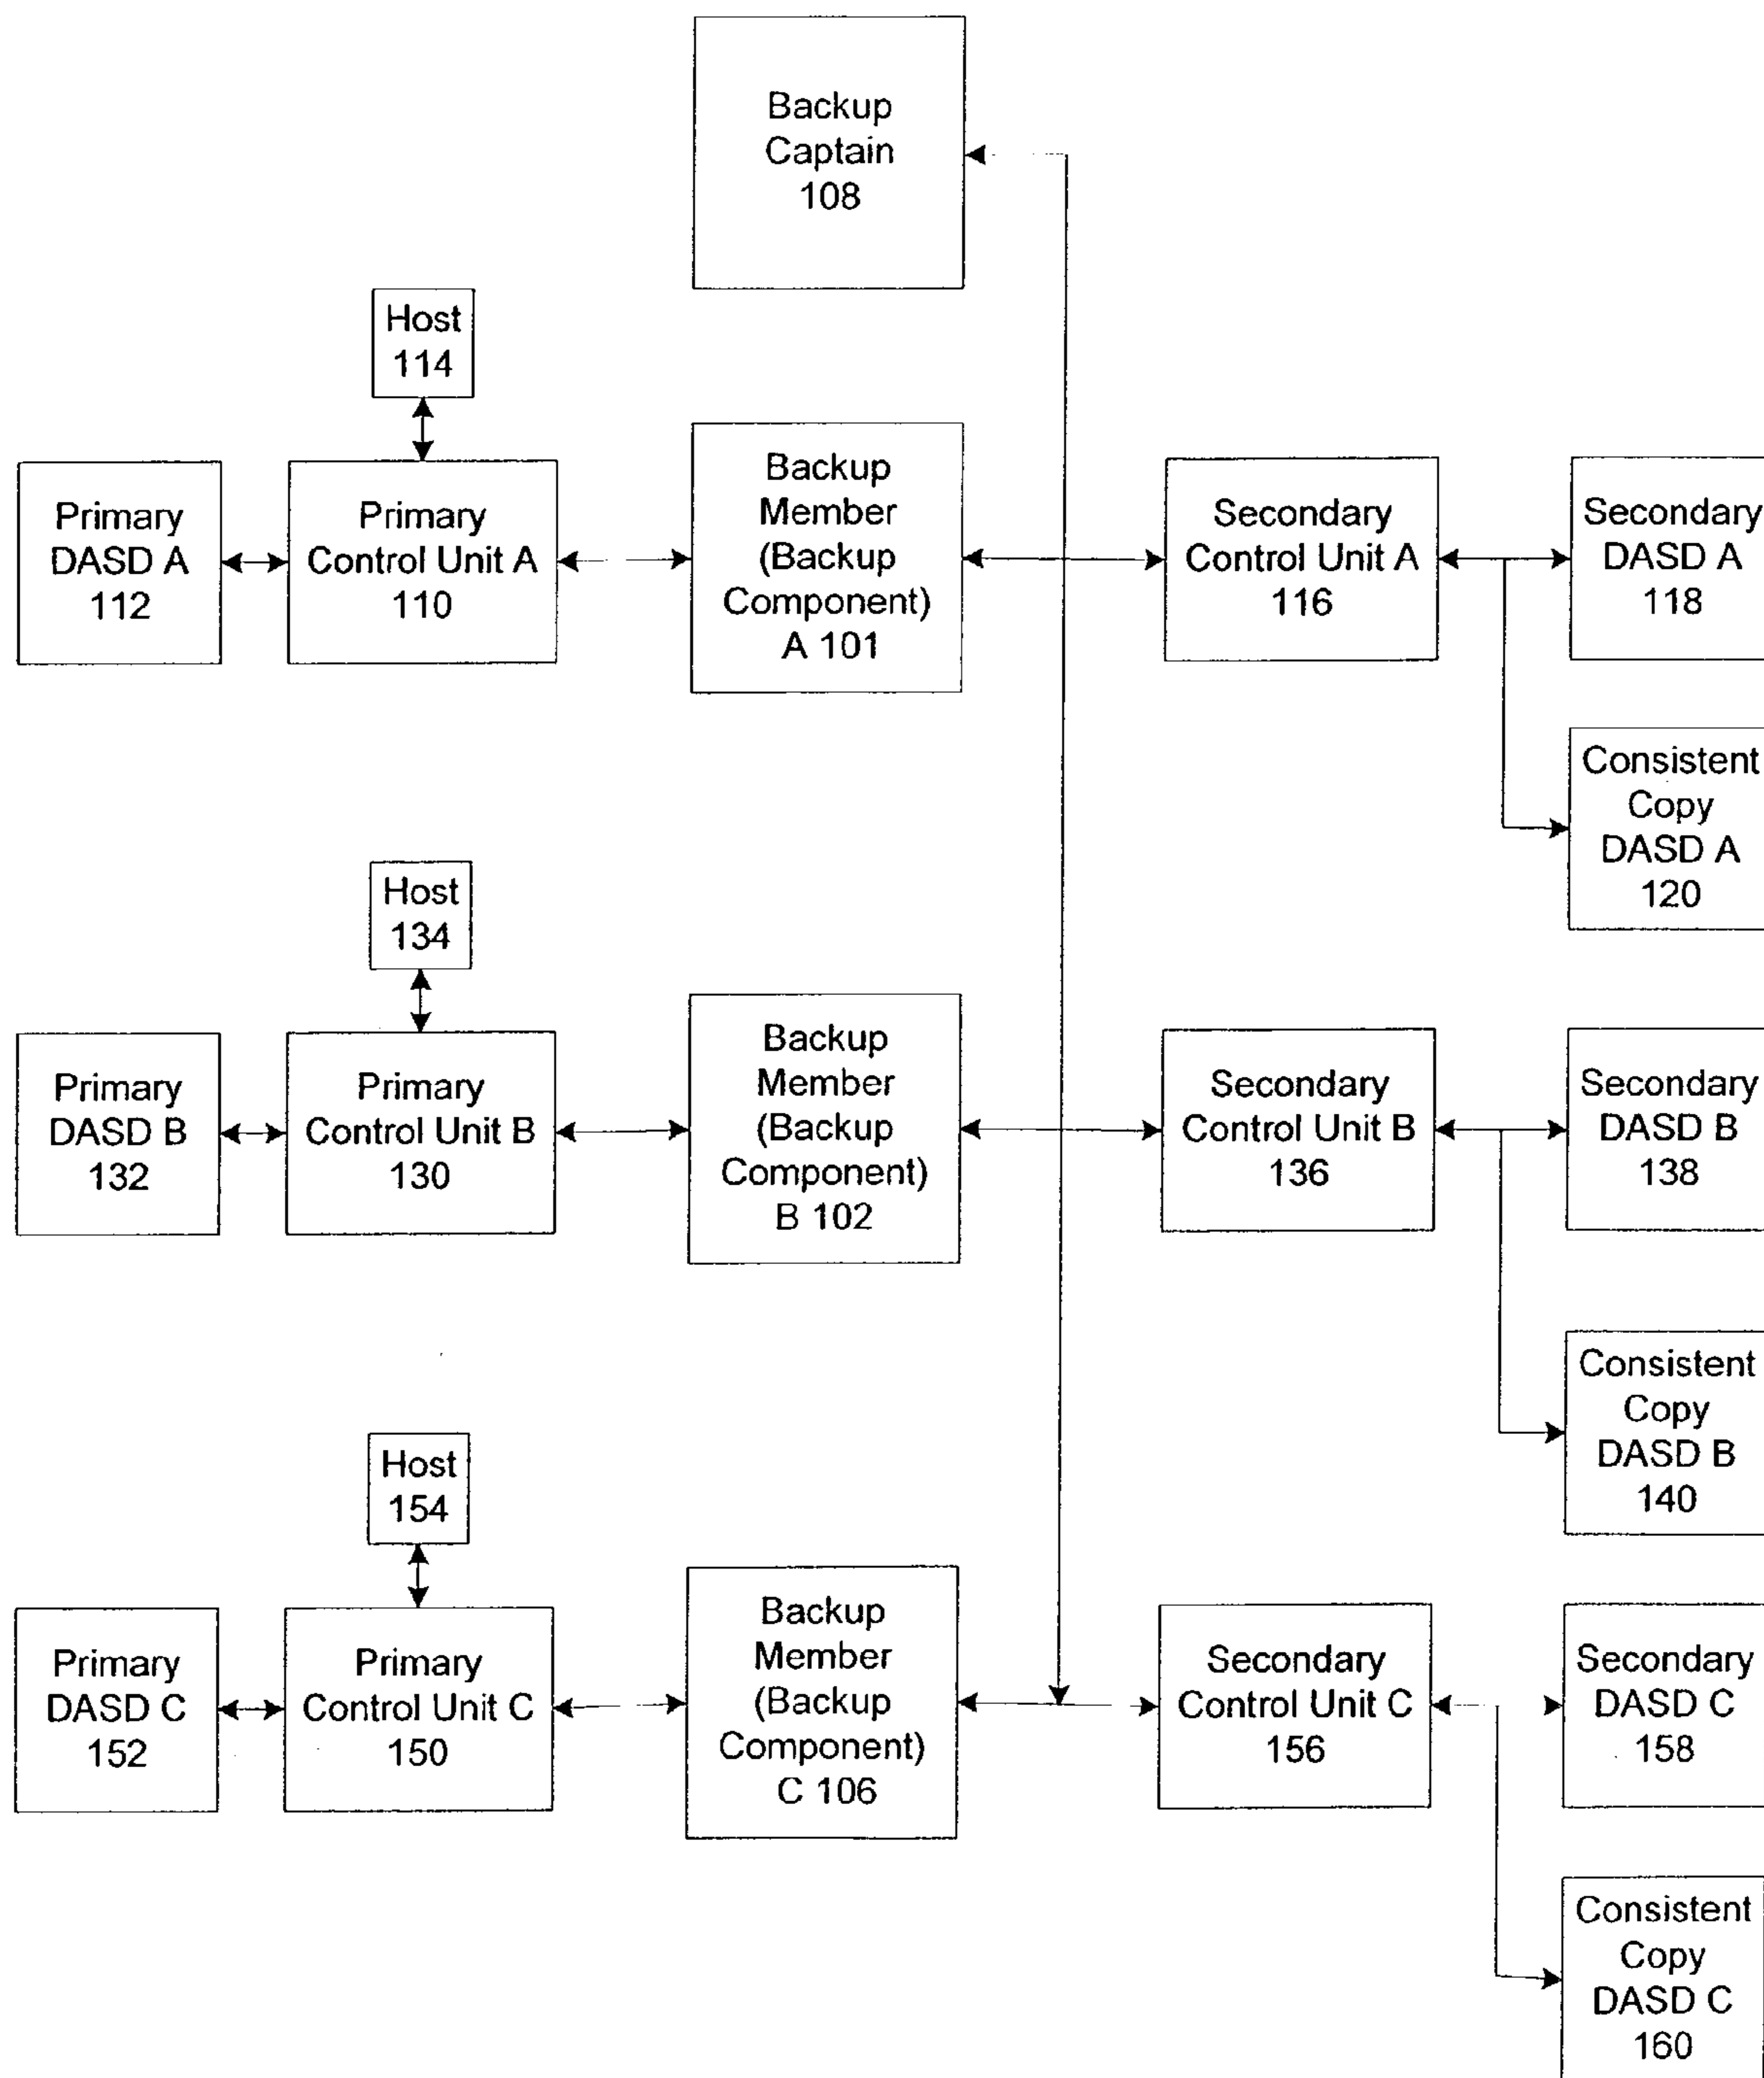 Backup
Captain
108
Host
114
Primary
DASD A
112
Primary
Control Unit A
110
Backup
Member
(Backup
Component)
A 101
Secondary
Control Unit A
116
Secondary
DASD A
118
Consistent
Copy
DASD A
120
Host
134
Primary
DASD B
132
Primary
Control Unit B
130
Backup
Member
(Backup
Component)
B 102
Secondary
Control Unit B
136
Secondary
DASD B
138
Consistent
Copy
DASD B
140
Host
154
Primary
DASD C
152
Primary
Control Unit C
150
Backup
Member
(Backup
Component)
C 106
Secondary
Control Unit C
156
Secondary
DASD C
158
Consistent
Copy
DASD C
160